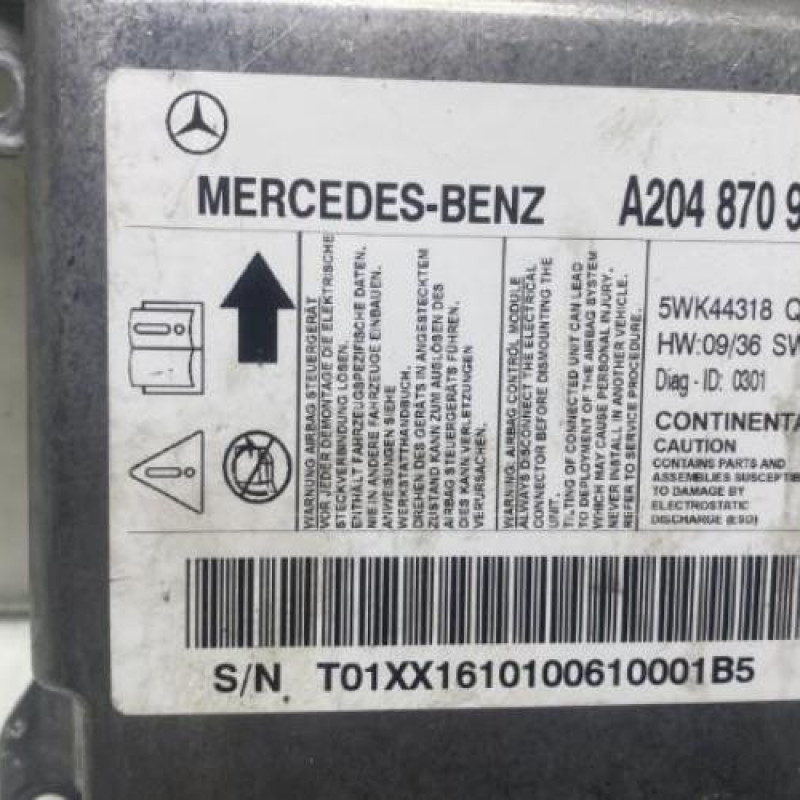 MERCEDES-BENZ A204 870 9
WARNUNG AIRBAG STEUERGERÄT
VOR JEDER DEMONTAGE DIE ELEKTRISCHE
STECKVERBINDUNG LÖSEN.
ENTHÄLT FAHRZEUGSPEZIFISCHE DATEN.
NIE IN ANDERE FAHRZEUGE EINBAUEN.
ANWEISUNGEN SIEHE
WERKSTATTHANDBUCH.
DREHEN DES GERÄTS IN ANGESTECKTEM
ZUSTAND KANN ZUM AUSLÖSEN DES
AIRBAG STEUERGERÄTS FÜHREN.
DIES KANN VERLETZUNGEN
VERURSACHEN.
WARNING, AIRBAG CONTROL MODULE
ALWAYS DISCONNECT THE ELECTRICAL
CONNECTOR BEFORE DISMOUNTING THE
UNIT.
TILTING OF CONNECTED UNIT CAN LEAD
TO DEPLOYMENT OF THE AIRBAG SYSTEM
WHICH MAY CAUSE PERSONAL INJURY.
NEVER INSTALL IN ANOTHER VEHICLE.
REFER TO SERVICE PROCEDURE.
5WK44318 Q
HW:09/36 SW
Diag - ID: 0301
CONTINENTA
CAUTION
CONTAINS PARTS AND
ASSEMBLIES SUSCEPTIB
TO DAMAGE BY
ELECTROSTATIC
DISCHARGE (ESD)
S/N T01XX1610100610001B5